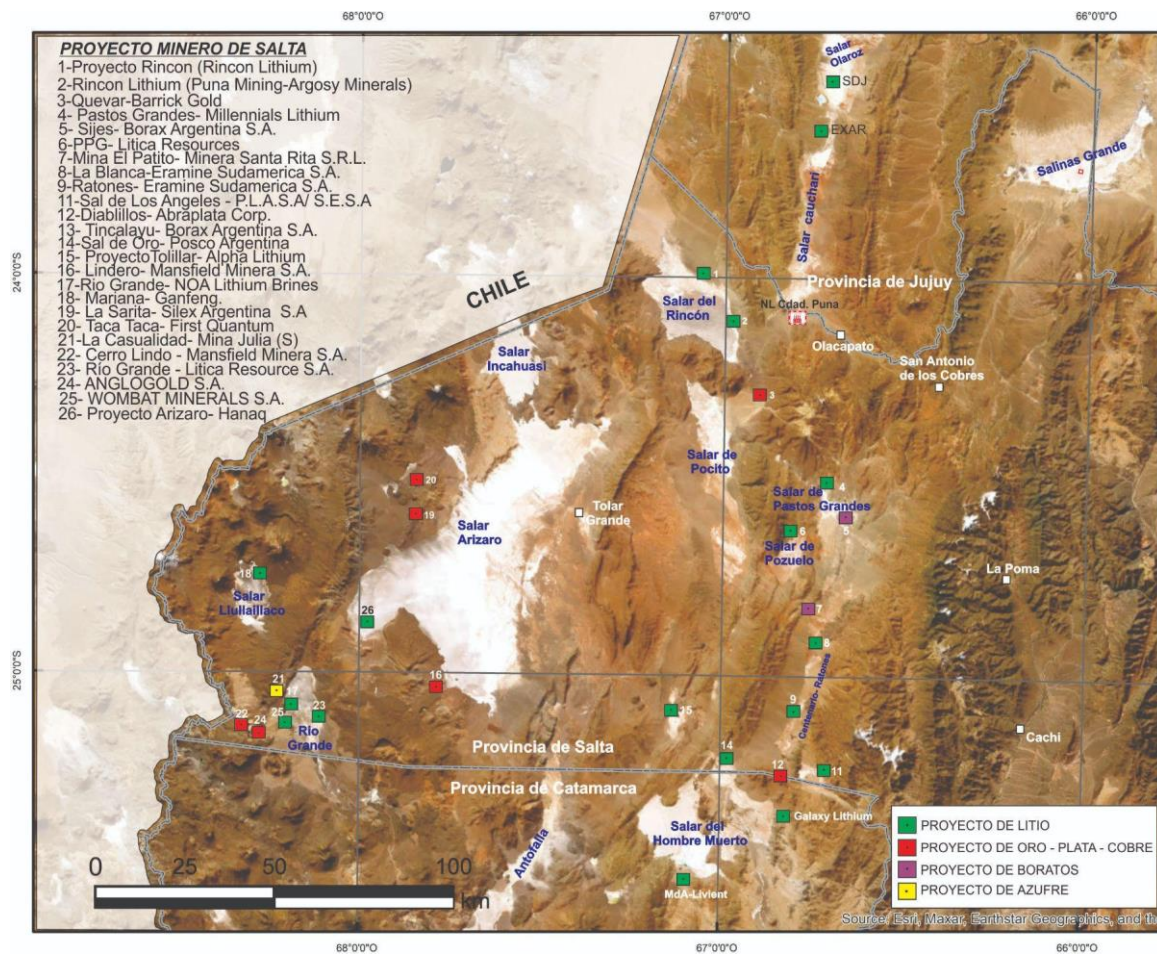 68°0'0"O
67°0'0"O
66°0'0"O
PROYECTO MINERO DE SALTA
1-Proyecto Rincon (Rincon Lithium)
2-Rincon Lithium (Puna Mining-Argosy Minerals)
3-Quevar-Barrick Gold
4- Pastos Grandes- Millennials Lithium
5- Sijes- Borax Argentina S.A.
6-PPG- Litica Resources
7-Mina El Patito- Minera Santa Rita S.R.L.
8-La Blanca-Eramine Sudamerica S.A.
9-Ratones- Eramine Sudamerica S.A.
11-Sal de Los Angeles - P.L.A.S.A/ S.E.S.A
12-Diablillos- Abraplata Corp.
13- Tincalayu- Borax Argentina S.A.
14-Sal de Oro- Posco Argentina
15- ProyectoTolillar- Alpha Lithium
16- Lindero- Mansfield Minera S.A.
17-Rio Grande- NOA Lithium Brines
18- Mariana- Ganfeng.
19- La Sarita- Silex Argentina S.A
20- Taca Taca- First Quantum
21-La Casualidad- Mina Julia (S)
22- Cerro Lindo - Mansfield Minera S.A.
23- Río Grande - Litica Resource S.A.
24- ANGLOGOLD S.A.
25- WOMBAT MINERALS S.A.
26- Proyecto Arizaro- Hanaq
CHILE
Salar Olaroz
SDJ
EXAR
Salinas Grande
Salar cauchari
24°0'0"S
1
Provincia de Jujuy
Salar del
Rincón
2
NL Cdad. Puna
Olacapato
Salar
Incahuasi
San Antonio
de los Cobres
3
Salar de
Pocito
20
4
Salar de
Pastos Grandes
19
Tolar
Grande
5
Salar
Arizaro
6
Salar de
Pozuelo
18
La Poma
Salar
Llullaillaco
7
26
8
25°0'0"S
Centenario- Ratones
16
21
9
15
25
23
22
24
Río
Grande
Cachi
Provincia de Salta
14
12
11
Provincia de Catamarca
Galaxy Lithium
Salar del
Hombre Muerto
Antofalla
MdA-Livient
0
25
50
100
km
PROYECTO DE LITIO
PROYECTO DE ORO - PLATA - COBRE
PROYECTO DE BORATOS
PROYECTO DE AZUFRE
Source: Esri, Maxar, Earthstar Geographics, and th
68°0'0"O
67°0'0"O
66°0'0"O